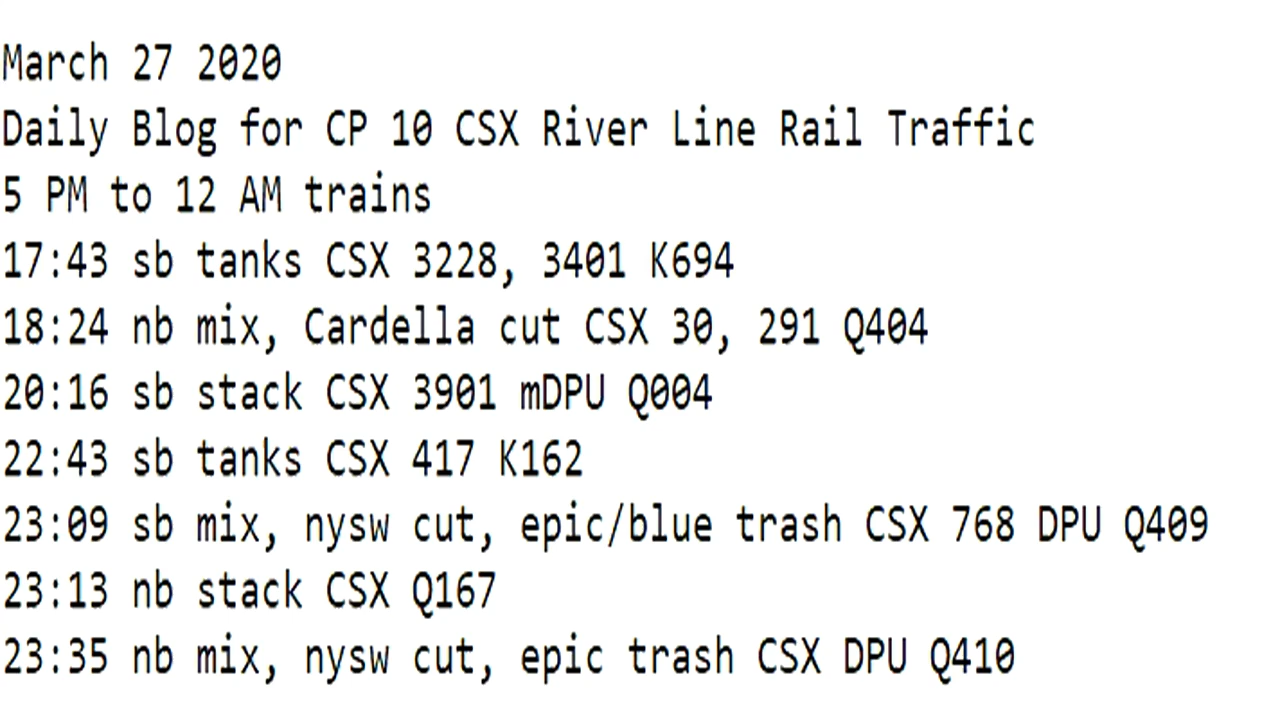 March 27 2020
Daily Blog for CP 10 CSX River Line Rail Traffic
5 PM to 12 AM trains
17:43 sb tanks CSX 3228, 3401 K694
18:24 nb mix, Cardella cut CSX 30, 291 Q404
20:16 sb stack CSX 3901 mDPU Q004
22:43 sb tanks CSX 417 K162
23:09 sb mix, nysw cut, epic/blue trash CSX 768 DPU Q409
23:13 nb stack CSX Q167
23:35 nb mix, nysw cut, epic trash CSX DPU Q410